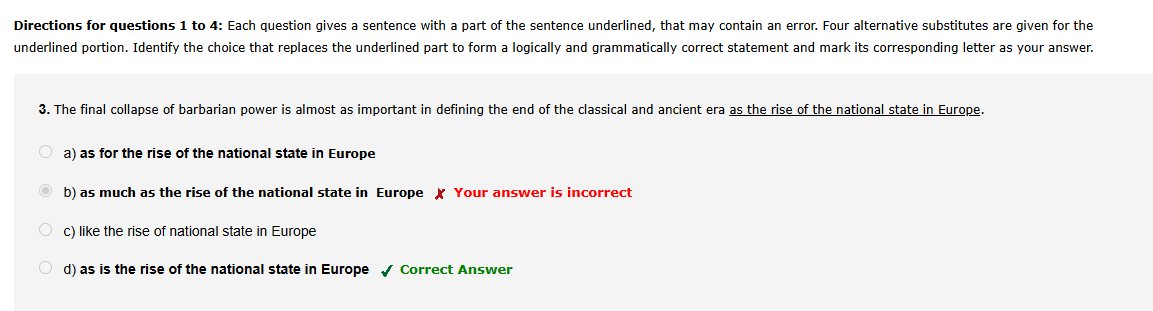 Directions for questions 1 to 4: Each question gives a sentence with a part of the sentence underlined, that may contain an error. Four alternative substitutes are given for the
underlined portion. Identify the choice that replaces the underlined part to form a logically and grammatically correct statement and mark its corresponding letter as your answer.
3. The final collapse of barbarian power is almost as important in defining the end of the classical and ancient era as the rise of the national state in Europe.
a) as for the rise of the national state in Europe
b) as much as the rise of the national state in Europe ✘ Your answer is incorrect
c) like the rise of national state in Europe
d) as is the rise of the national state in Europe ✓ Correct Answer